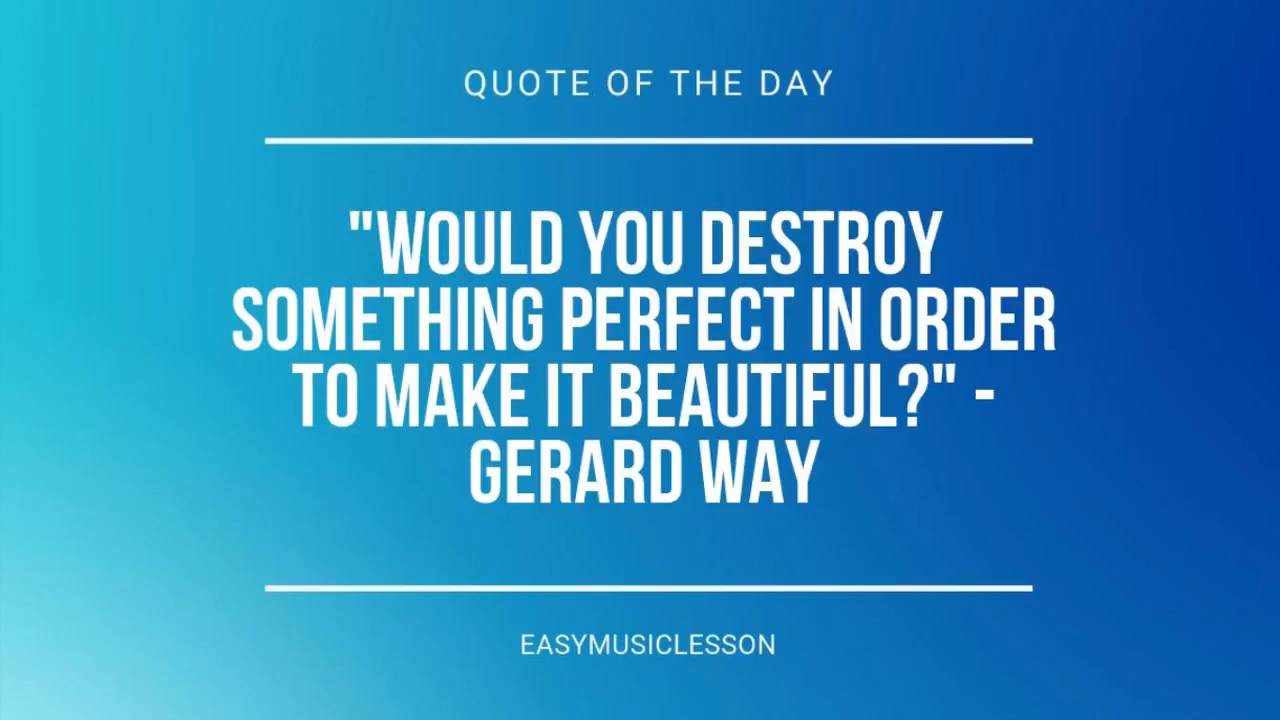 QUOTE OF THE DAY
"WOULD YOU DESTROY
SOMETHING PERFECT IN ORDER
TO MAKE IT BEAUTIFUL?" -
GERARD WAY
EASYMUSICLESSON